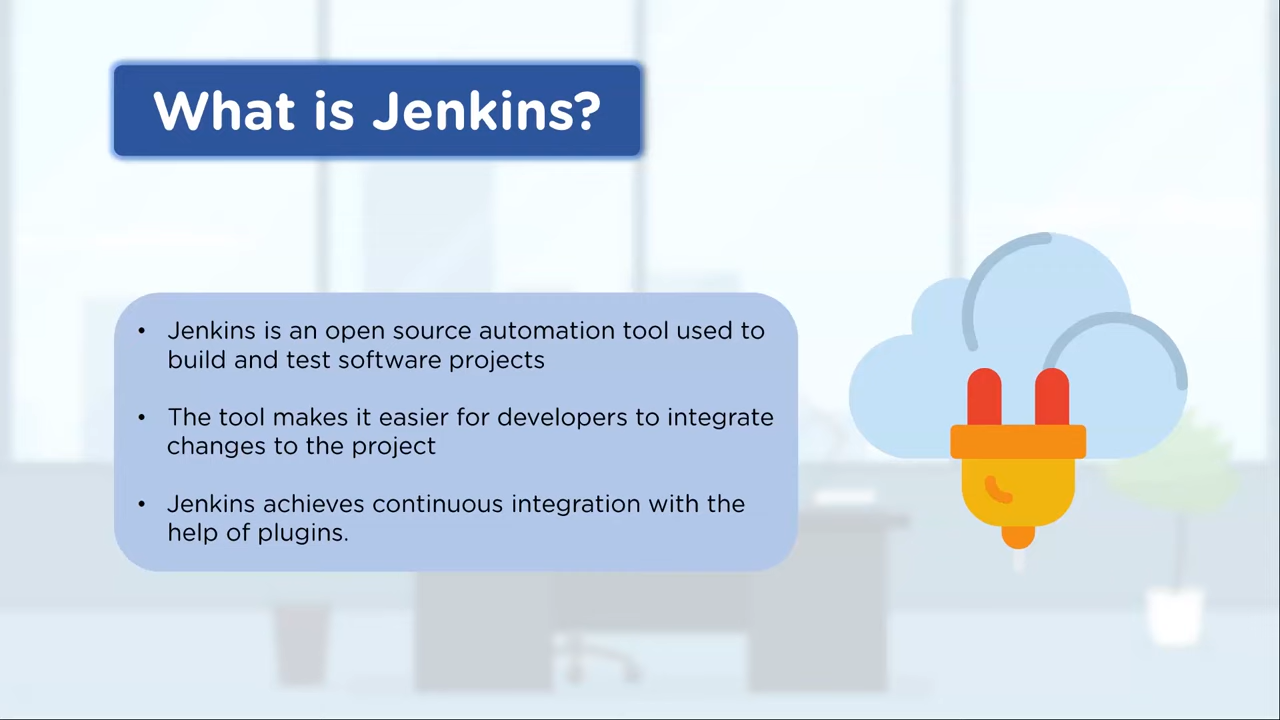 What is Jenkins?
• Jenkins is an open source automation tool used to
build and test software projects
• The tool makes it easier for developers to integrate
changes to the project
• Jenkins achieves continuous integration with the
help of plugins.